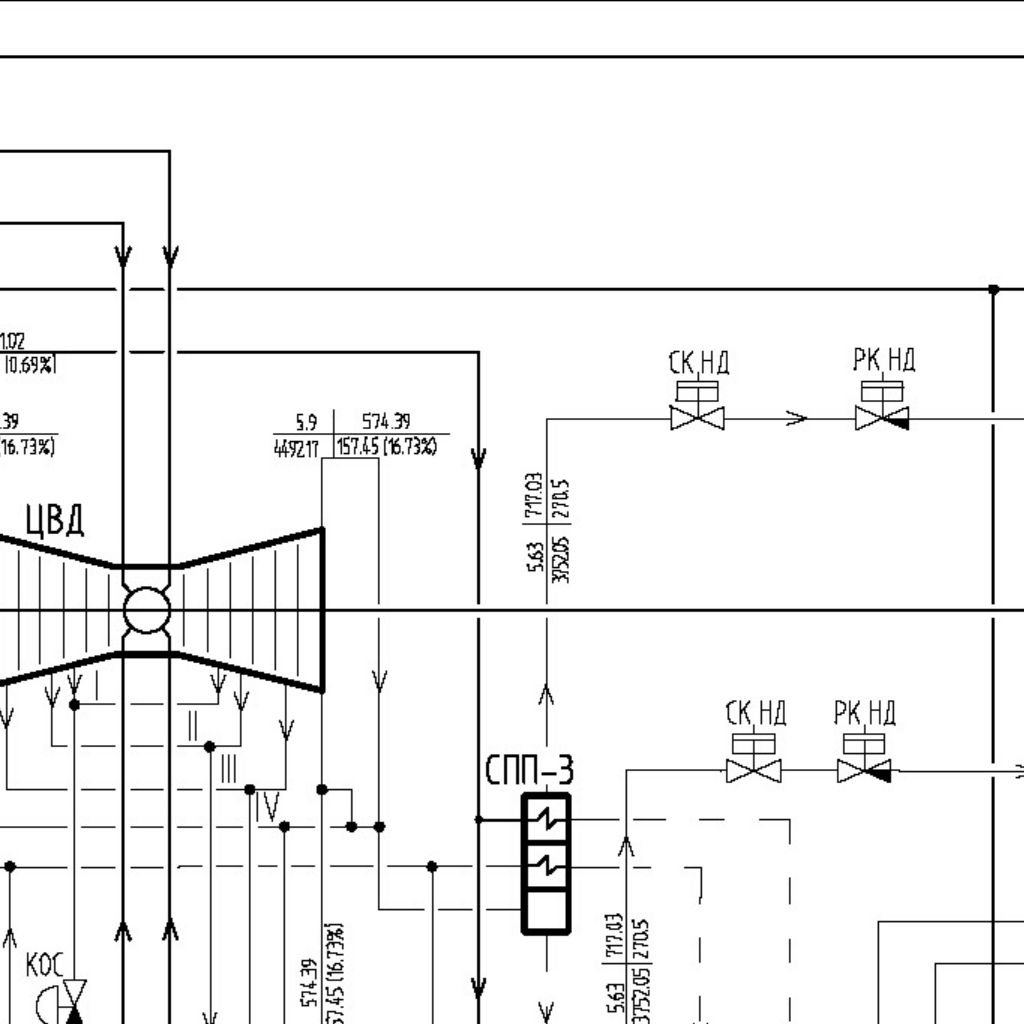 1.02
(0.69%)
СК НД
РК НД
.39
(16.73%)
5.9
574.39
4492.17
157.45 (16.73%)
717.03
270.5
5.63
3752.05
ЦВД
I
II
СК НД
РК НД
III
СПП-3
IV
717.03
270.5
5.63
3752.05
574.39
57.45 (16.73%)
КОС